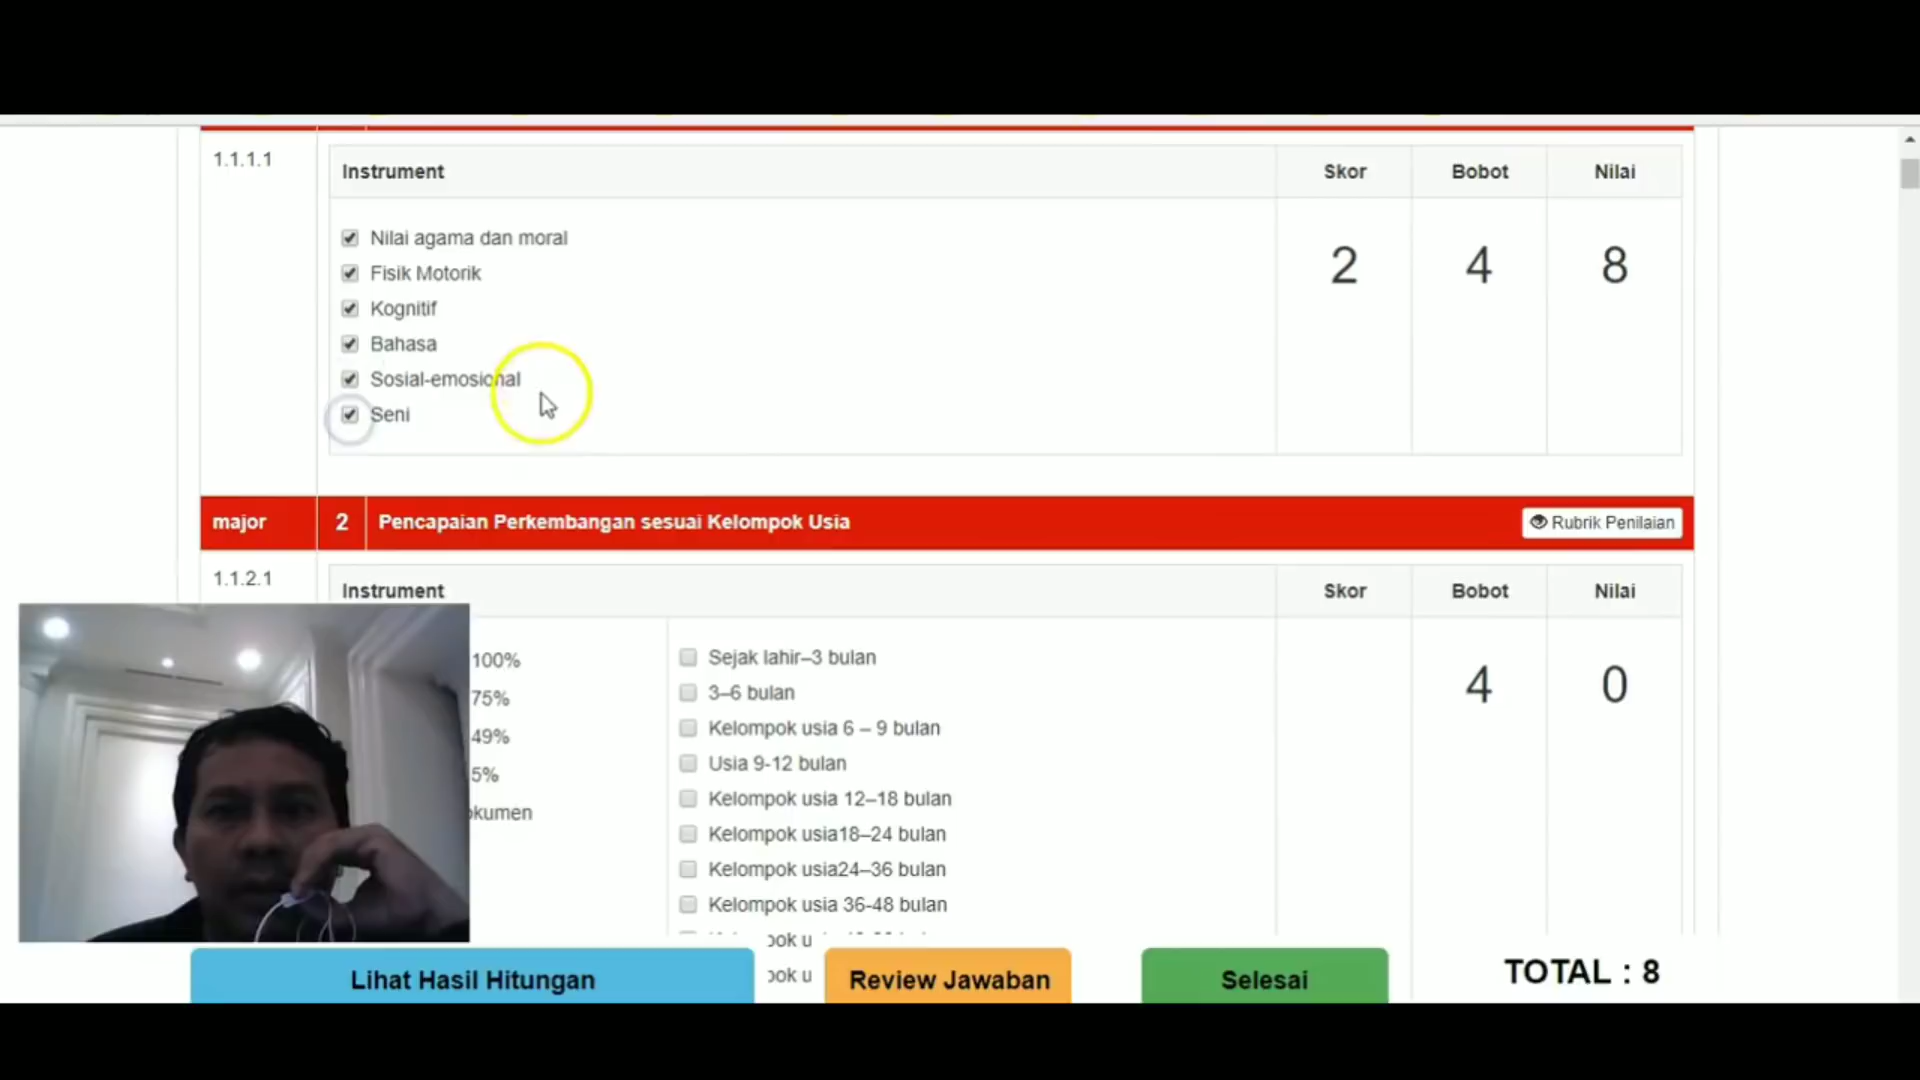 1.1.1.1
Instrument Skor Bobot Nilai
Nilai agama dan moral 2 4 8
Fisik Motorik
Kognitif
Bahasa
Sosial-emosional
Seni
major 2 Pencapaian Perkembangan sesuai Kelompok Usia Rubrik Penilaian
1.1.2.1
Instrument Skor Bobot Nilai
100% Sejak lahir–3 bulan 4 0
75% 3–6 bulan
49% Kelompok usia 6 – 9 bulan
5% Usia 9-12 bulan
okumen Kelompok usia 12–18 bulan
Kelompok usia18–24 bulan
Kelompok usia24–36 bulan
Kelompok usia 36-48 bulan
ook u
ook u
Lihat Hasil Hitungan Review Jawaban Selesai TOTAL : 8